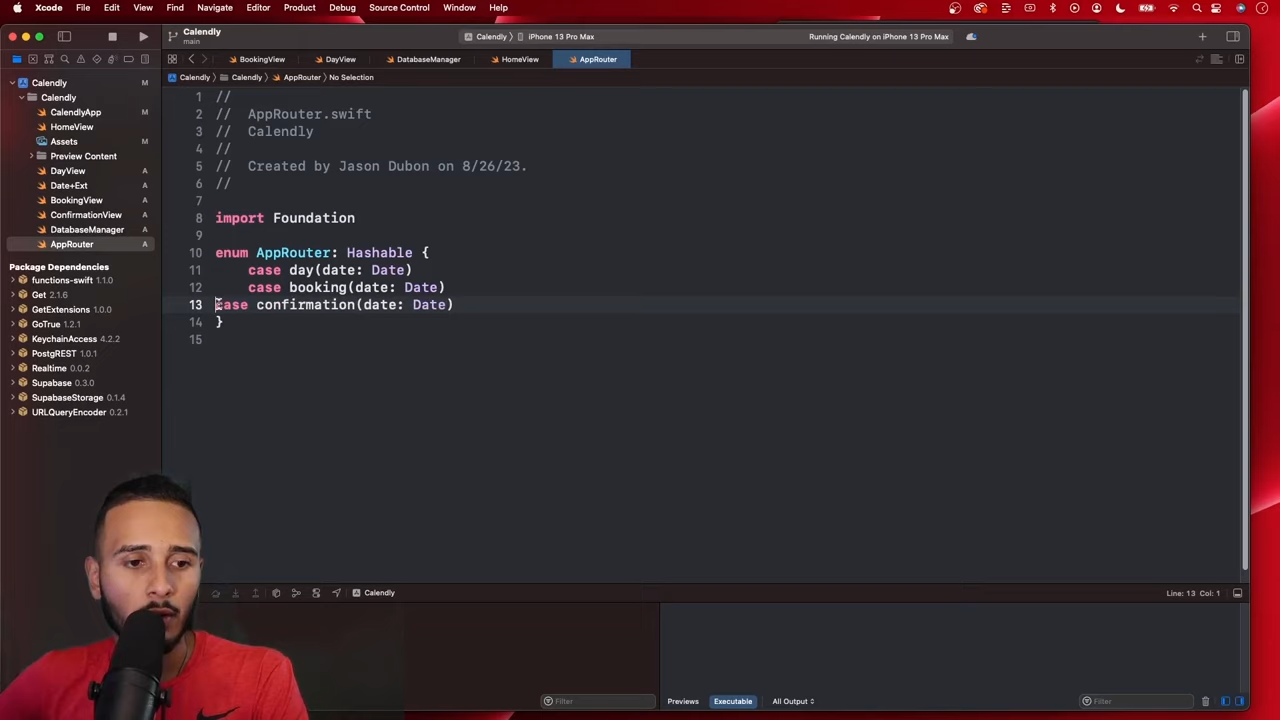 Xcode File Edit View Find Navigate Editor Product Debug Source Control Window Help
Calendly
main
Calendly iPhone 13 Pro Max
Running Calendly on iPhone 13 Pro Max
BookingView DayView DatabaseManager HomeView AppRouter
Calendly Calendly AppRouter No Selection
Calendly M
Calendly
CalendlyApp M
HomeView
Assets M
Preview Content
DayView A
Date+Ext A
BookingView A
ConfirmationView A
DatabaseManager A
AppRouter A
Package Dependencies
functions-swift 1.1.0
Get 2.1.6
GetExtensions 1.0.0
GoTrue 1.2.1
KeychainAccess 4.2.2
PostgREST 1.0.1
Realtime 0.0.2
Supabase 0.3.0
SupabaseStorage 0.1.4
URLQueryEncoder 0.2.1
1 //
2 // AppRouter.swift
3 // Calendly
4 //
5 // Created by Jason Dubon on 8/26/23.
6 //
7
8 import Foundation
9
10 enum AppRouter: Hashable {
11 case day(date: Date)
12 case booking(date: Date)
13 case confirmation(date: Date)
14 }
15
Calendly
Line: 13 Col: 1
Filter
Previews Executable All Output
Filter